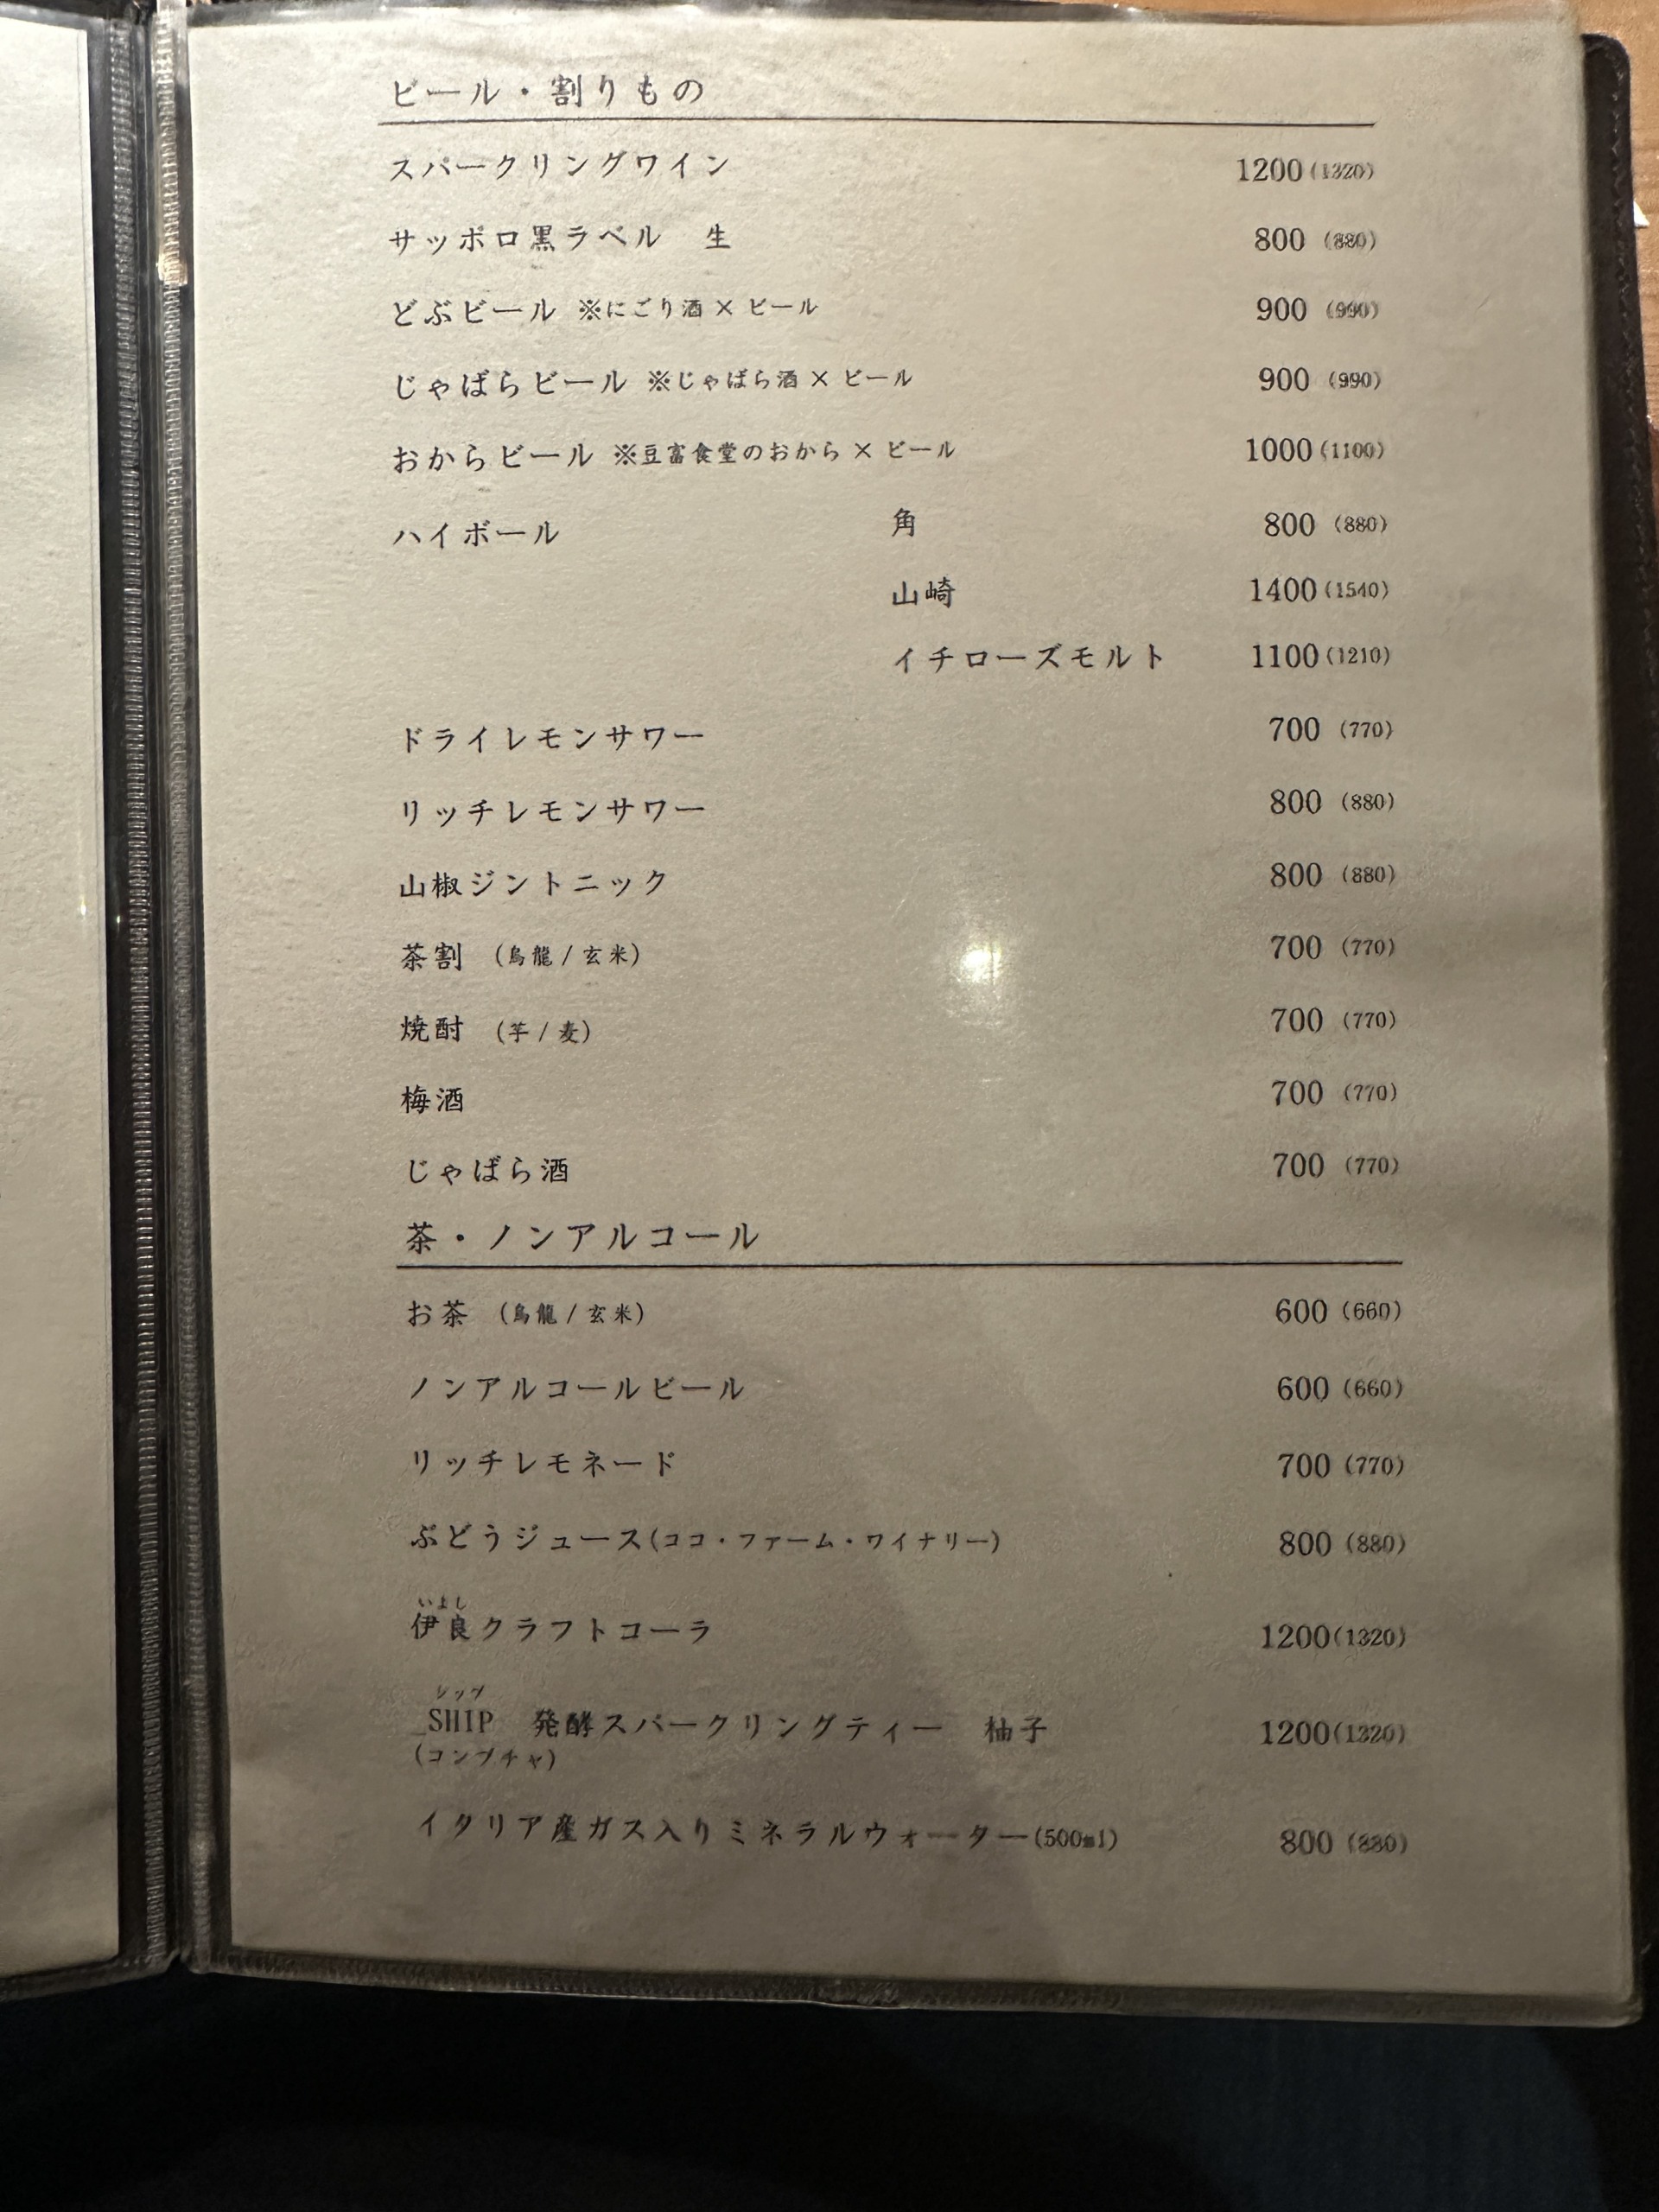 ビール・割りもの
スパークリングワイン 1200(1320)
サッポロ黒ラベル 生 800 (880)
どぶビール ※にごり酒 × ビール 900 (990)
じゃばらビール ※じゃばら酒 × ビール 900 (990)
おからビール ※豆富食堂のおから × ビール 1000(1100)
ハイボール 角 800 (880)
山崎 1400(1540)
イチローズモルト 1100(1210)
ドライレモンサワー 700 (770)
リッチレモンサワー 800 (880)
山椒ジントニック 800 (880)
茶割 (烏龍/玄米) 700 (770)
焼酎 (芋/麦) 700 (770)
梅酒 700 (770)
じゃばら酒 700 (770)
茶・ノンアルコール
お茶 (烏龍/玄米) 600 (660)
ノンアルコールビール 600 (660)
リッチレモネード 700 (770)
ぶどうジュース(ココ・ファーム・ワイナリー) 800 (880)
いよし
伊良クラフトコーラ 1200(1320)
シップ
_SHIP 発酵スパークリングティー 柚子 1200(1320)
(コンブチャ)
イタリア産ガス入りミネラルウォーター(500ml) 800 (880)